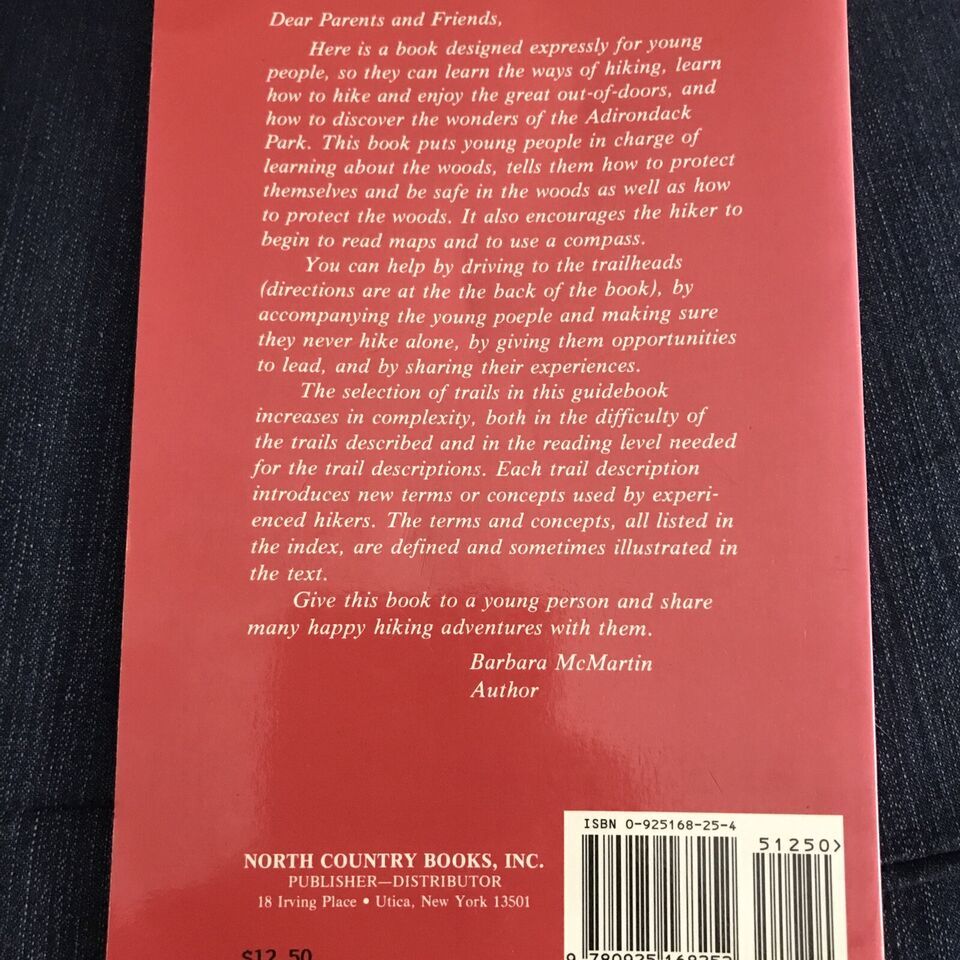 Dear Parents and Friends,
Here is a book designed expressly for young
people, so they can learn the ways of hiking, learn
how to hike and enjoy the great out-of-doors, and
how to discover the wonders of the Adirondack
Park. This book puts young people in charge of
learning about the woods, tells them how to protect
themselves and be safe in the woods as well as how
to protect the woods. It also encourages the hiker to
begin to read maps and to use a compass.
You can help by driving to the trailheads
(directions are at the the back of the book), by
accompanying the young poeple and making sure
they never hike alone, by giving them opportunities
to lead, and by sharing their experiences.
The selection of trails in this guidebook
increases in complexity, both in the difficulty of
the trails described and in the reading level needed
for the trail descriptions. Each trail description
introduces new terms or concepts used by experi-
enced hikers. The terms and concepts, all listed in
the index, are defined and sometimes illustrated in
the text.
Give this book to a young person and share
many happy hiking adventures with them.
Barbara McMartin
Author
ISBN 0-925168-25-4
51250>
NORTH COUNTRY BOOKS, INC.
PUBLISHER—DISTRIBUTOR
18 Irving Place • Utica, New York 13501
$12.50
9 780925 168252